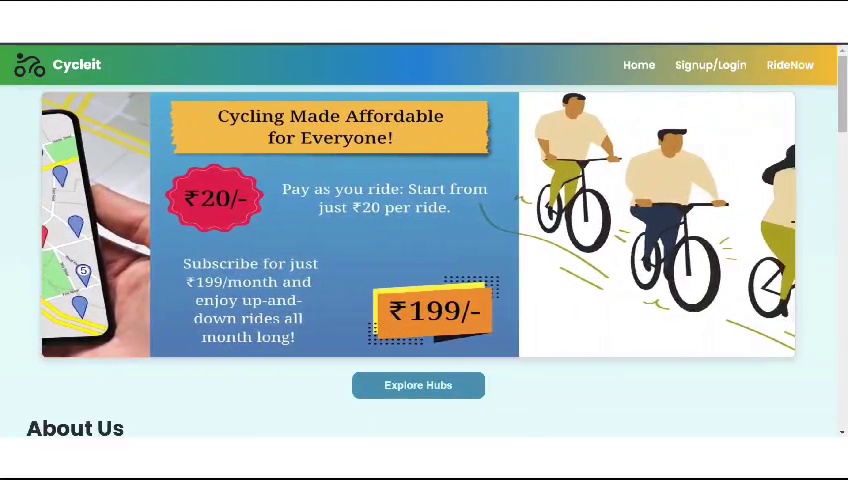 Cycleit
Home Signup/Login RideNow
Cycling Made Affordable
for Everyone!
₹20/-
Pay as you ride: Start from
just ₹20 per ride.
Subscribe for just
₹199/month and
enjoy up-and-
down rides all
month long!
₹199/-
5
Explore Hubs
About Us